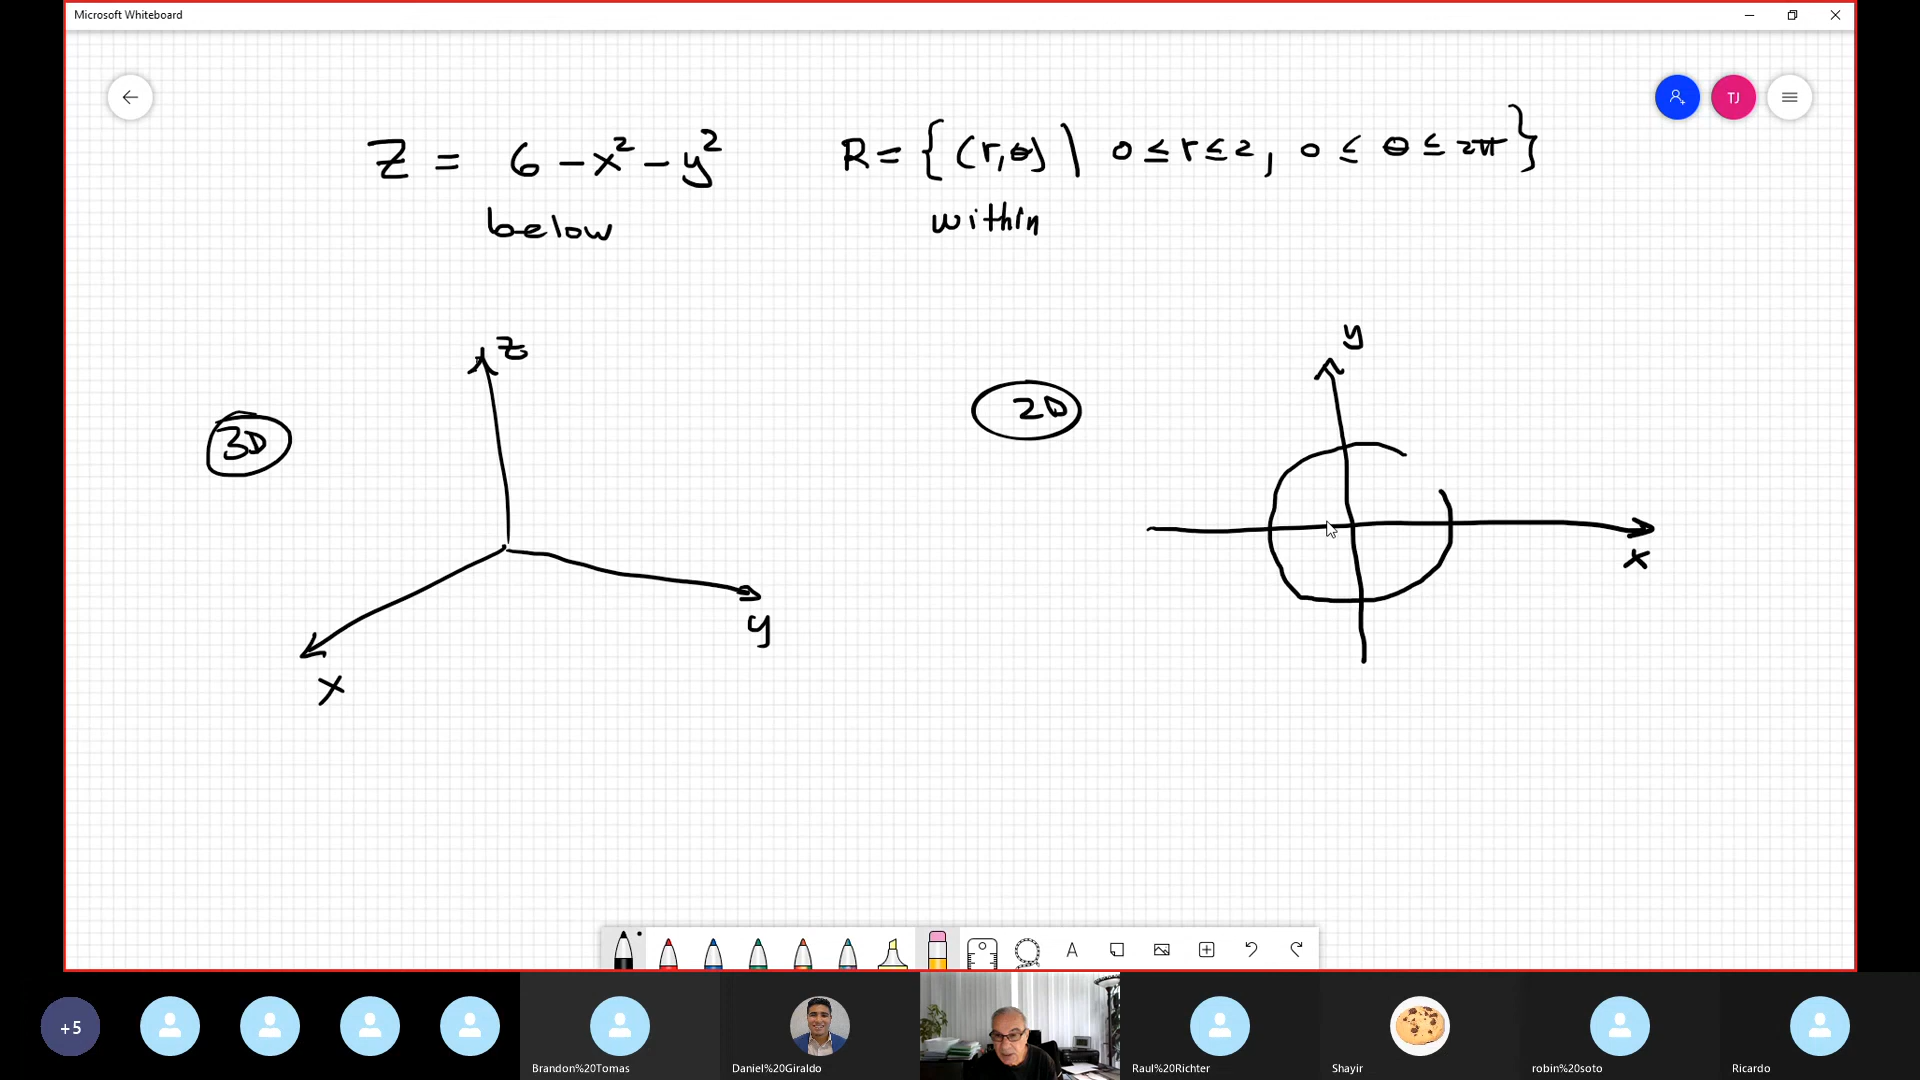 Microsoft Whiteboard
TJ
Z = 6 - x² - y²
R = { (r,θ) \ 0 ≤ r ≤ 2, 0 ≤ θ ≤ 2π }
below
within
z
y
3D
2D
x
y
x
A
+5
Brandon%20Tomas
Daniel%20Giraldo
Raul%20Richter
Shayir
robin%20soto
Ricardo